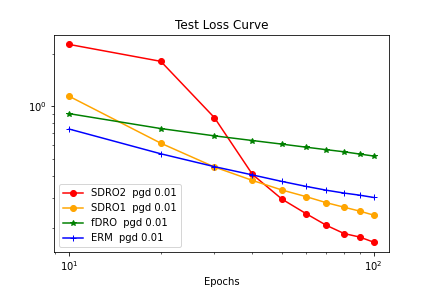 Test Loss Curve
10⁰
SDRO2 pgd 0.01
SDRO1 pgd 0.01
fDRO pgd 0.01
ERM pgd 0.01
10¹ 10²
Epochs